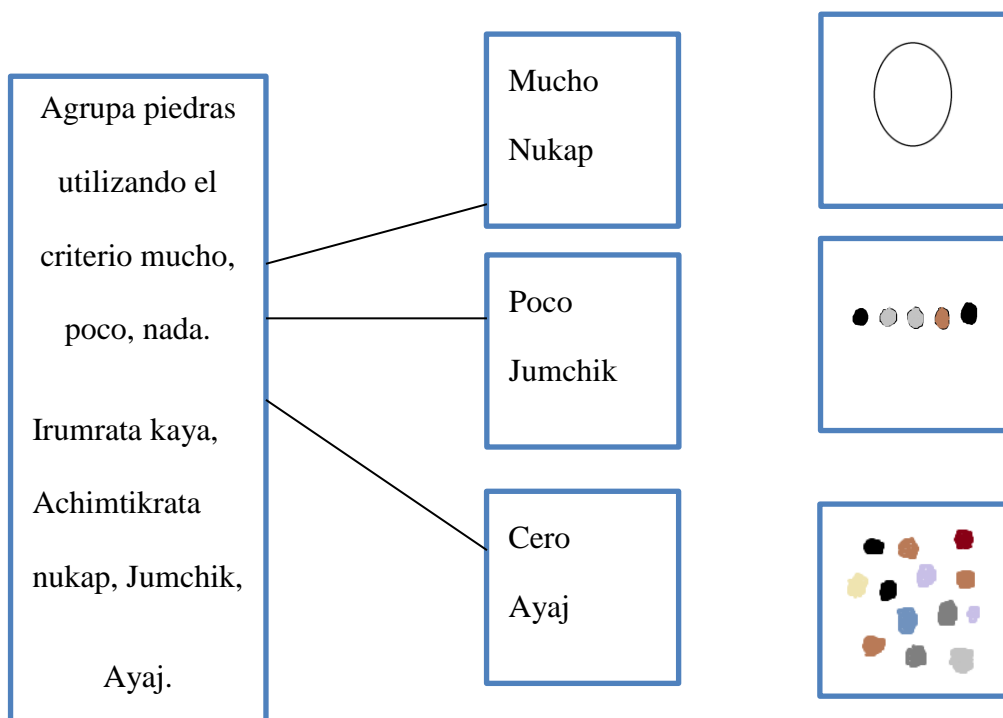 Agrupa piedras
utilizando el
criterio mucho,
poco, nada.
Irumrata kaya,
Achimtikrata
nukap, Jumchik,
Ayaj.
Mucho
Nukap
Poco
Jumchik
Cero
Ayaj